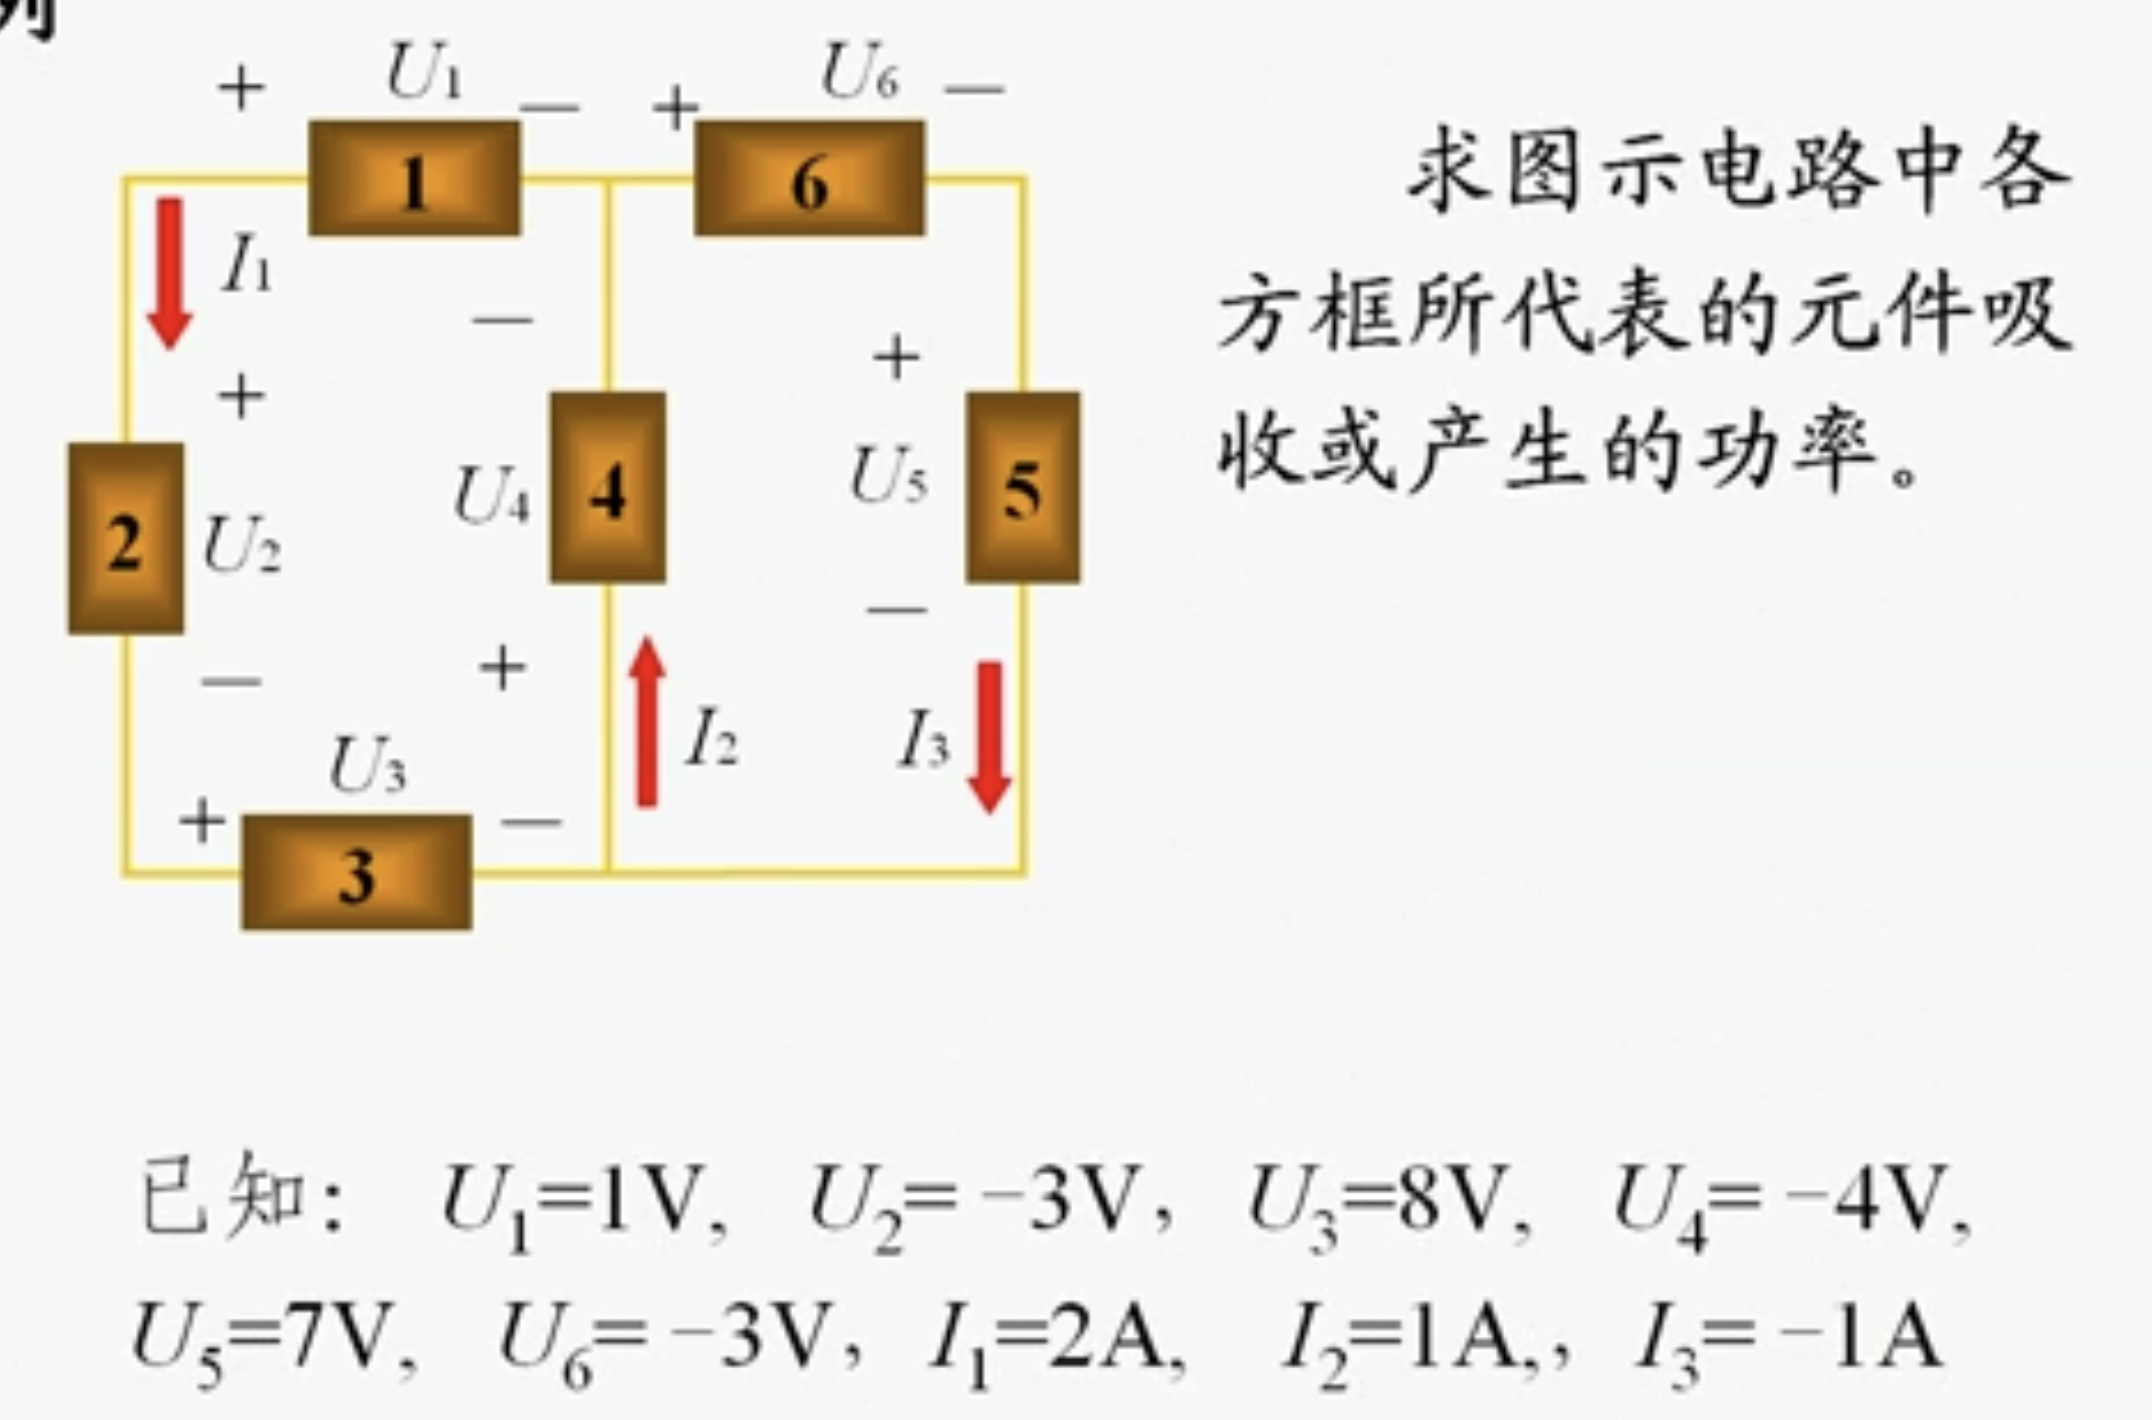 列
+ U₁ − + U₆ −
1 6
I₁
− +
+
2 U₂ U₄ 4 U₅ 5
−
− +
I₂ I₃
U₃
+ −
3
求图示电路中各
方框所代表的元件吸
收或产生的功率。
已知： U₁=1V, U₂= −3V, U₃=8V, U₄= −4V,
U₅=7V, U₆= −3V, I₁=2A, I₂=1A,, I₃= −1A